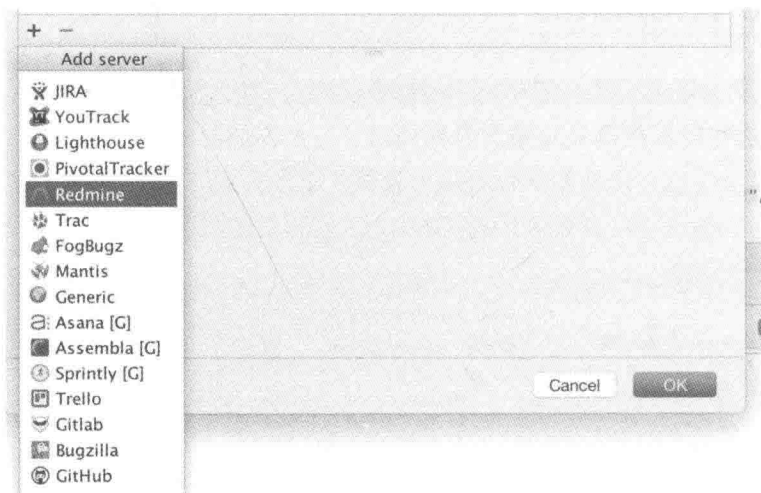 + −
Add server
JIRA
YouTrack
Lighthouse
PivotalTracker
Redmine
Trac
FogBugz
Mantis
Generic
Asana [G]
Assembla [G]
Sprintly [G]
Trello
Gitlab
Bugzilla
GitHub
Cancel OK